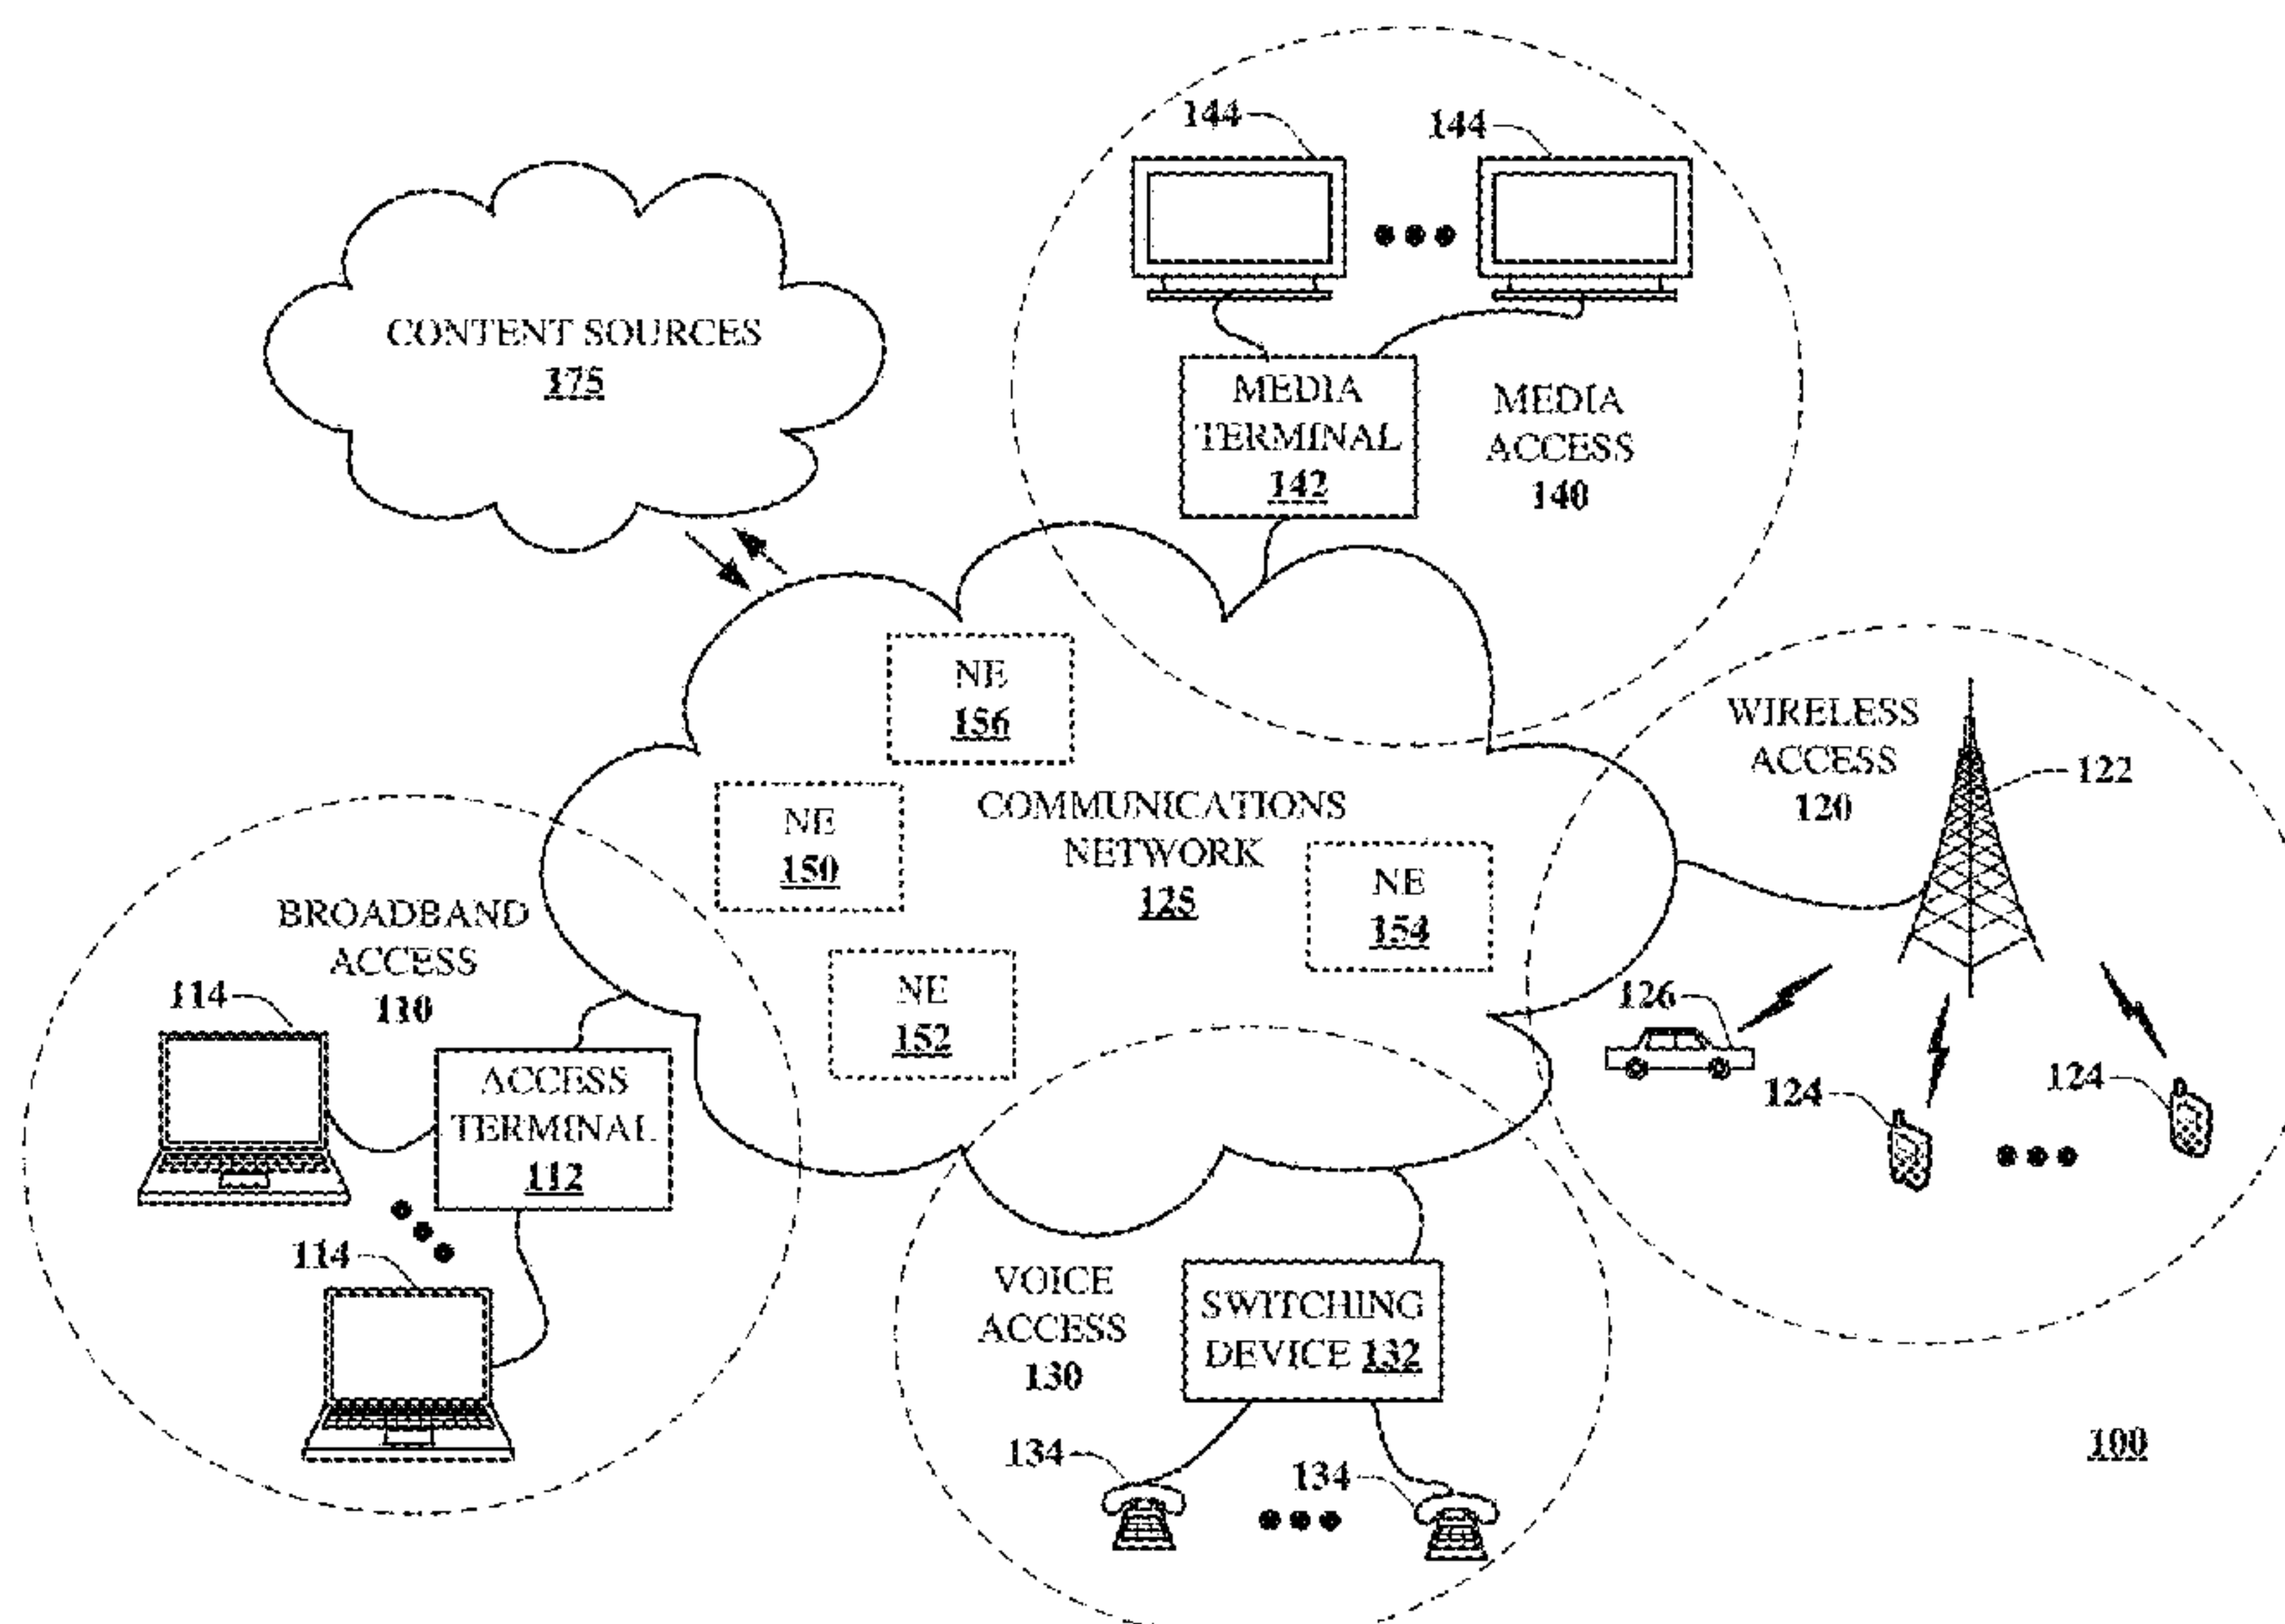 144
144
CONTENT SOURCES
175
MEDIA
TERMINAL
142
MEDIA
ACCESS
140
NE
156
WIRELESS
ACCESS
120
122
NE
150
COMMUNICATIONS
NETWORK
125
NE
154
BROADBAND
ACCESS
110
114
NE
152
126
124
124
ACCESS
TERMINAL
112
114
VOICE
ACCESS
130
SWITCHING
DEVICE 132
134
134
100